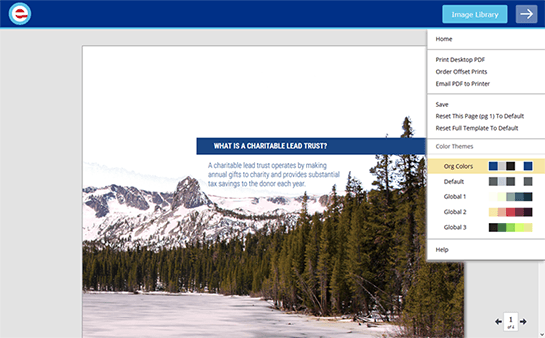 Image Library
Home
Print Desktop PDF
Order Offset Prints
Email PDF to Printer
Save
Reset This Page (pg 1) To Default
Reset Full Template To Default
Color Themes
Org Colors
Default
Global 1
Global 2
Global 3
Help
WHAT IS A CHARITABLE LEAD TRUST?
A charitable lead trust operates by making
annual gifts to charity and provides substantial
tax savings to the donor each year.
1
of 4